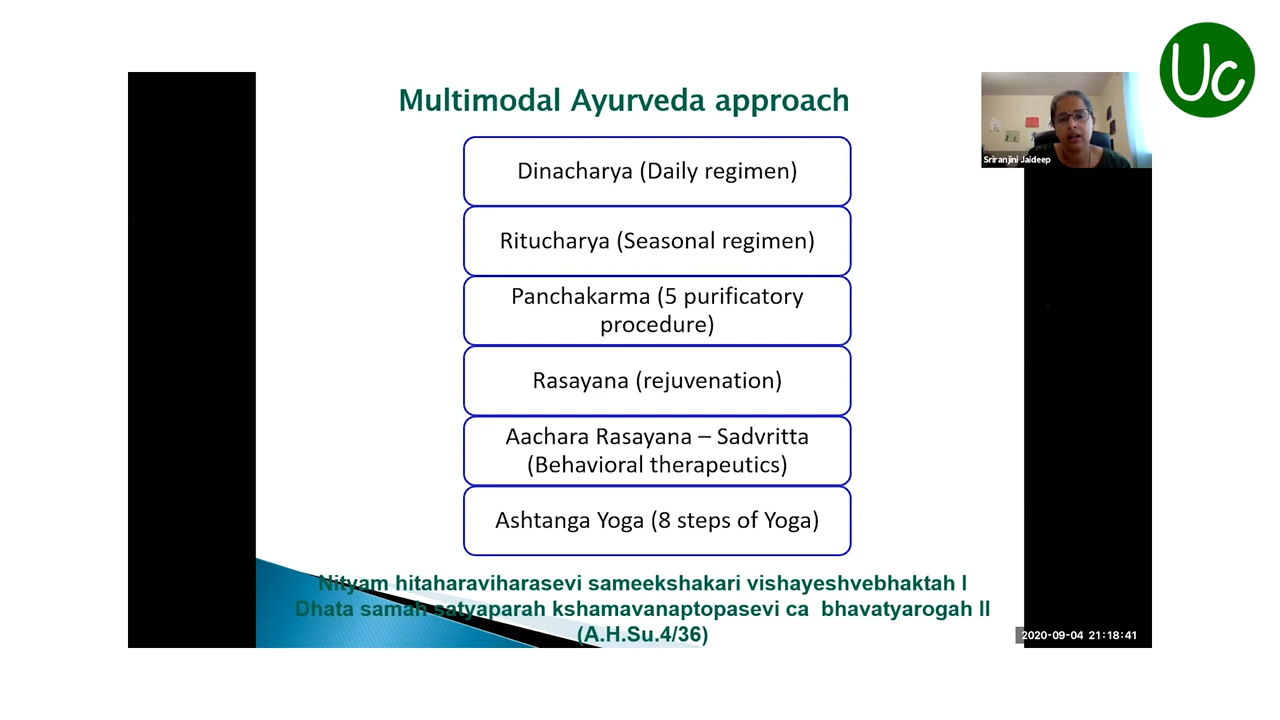 Multimodal Ayurveda approach
Uc
Dinacharya (Daily regimen)
Sriranjini Jaideep
Ritucharya (Seasonal regimen)
Panchakarma (5 purificatory
procedure)
Rasayana (rejuvenation)
Aachara Rasayana – Sadvritta
(Behavioral therapeutics)
Ashtanga Yoga (8 steps of Yoga)
Nityam hitaharaviharasevi sameekshakari vishayeshvebhaktah l
Dhata samah satyaparah kshamavanaptopasevi ca bhavatyarogah ll
(A.H.Su.4/36)
2020-09-04 21:18:41